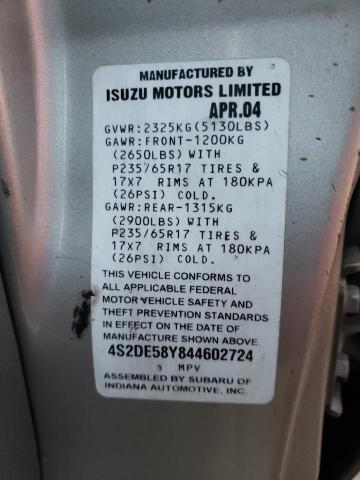 MANUFACTURED BY
ISUZU MOTORS LIMITED
APR.04
GVWR:2325KG(5130LBS)
GAWR:FRONT-1200KG
(2650LBS)WITH
P235/65R17 TIRES &
17X7 RIMS AT 180KPA
(26PSI) COLD.
GAWR:REAR-1315KG
(2900LBS)WITH
P235/65R17 TIRES &
17X7 RIMS AT 180KPA
(26PSI) COLD.
THIS VEHICLE CONFORMS TO
ALL APPLICABLE FEDERAL
MOTOR VEHICLE SAFETY AND
THEFT PREVENTION STANDARDS
IN EFFECT ON THE DATE OF
MANUFACTURE SHOWN ABOVE.
4S2DE58Y844602724
MPV
ASSEMBLED BY SUBARU OF
INDIANA AUTOMOTIVE, INC.